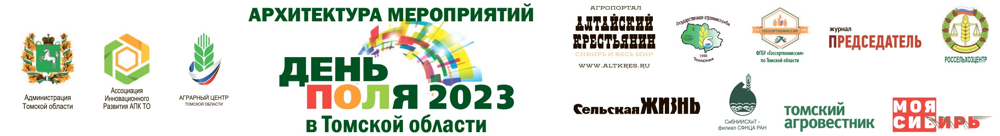 Администрация
Томской области
Ассоциация
Инновационного
Развития АПК ТО
АГРАРНЫЙ ЦЕНТР
ТОМСКОЙ ОБЛАСТИ
АРХИТЕКТУРА МЕРОПРИЯТИЙ
ДЕНЬ
ПОЛЯ 2023
в Томской области
АГРОПОРТАЛ
АЛТАЙСКИЙ
КРЕСТЬЯНИН
СИБИРЬ И ВЕСЬ МИР
WWW.ALTKRES.RU
Государственная агрохимслужба
NPK
1965
Томская
19 ГОССОРТКОМИССИЯ 24
ФГБУ «Госсорткомиссия»
по Томской области
журнал
ПРЕДСЕДАТЕЛЬ
Россельхозцентр
РОССЕЛЬХОЗЦЕНТР
Сельская ЖИЗНЬ
СибНИИСХиТ -
филиал СФНЦА РАН
ТОМСКИЙ
агровестник
МОЯ
СИБИРЬ